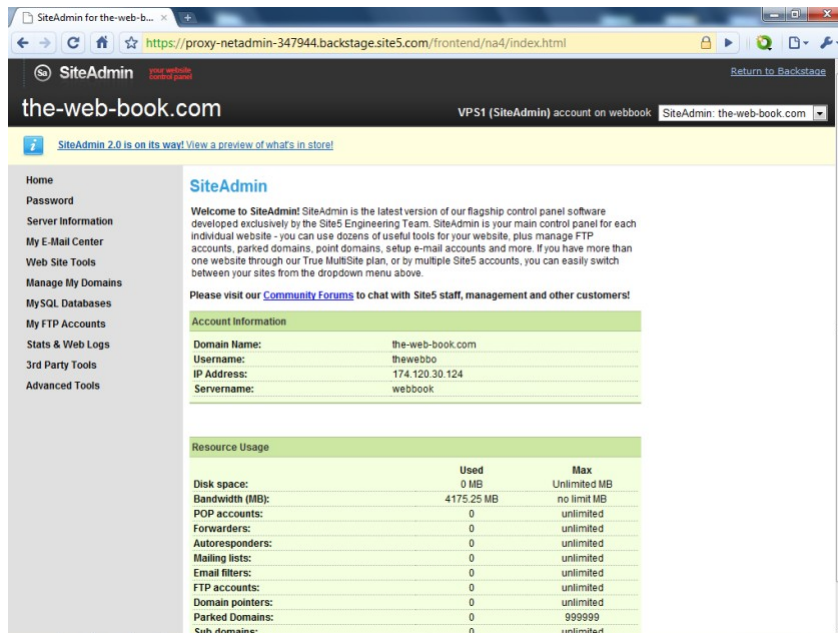 SiteAdmin for the-web-b...
https://proxy-netadmin-347944.backstage.site5.com/frontend/na4/index.html
Sa SiteAdmin your website control panel Return to Backstage
the-web-book.com VPS1 (SiteAdmin) account on webbook SiteAdmin: the-web-book.com
i SiteAdmin 2.0 is on its way! View a preview of what's in store!
Home
Password
Server Information
My E-Mail Center
Web Site Tools
Manage My Domains
MySQL Databases
My FTP Accounts
Stats & Web Logs
3rd Party Tools
Advanced Tools
SiteAdmin
Welcome to SiteAdmin! SiteAdmin is the latest version of our flagship control panel software
developed exclusively by the Site5 Engineering Team. SiteAdmin is your main control panel for each
individual website - you can use dozens of useful tools for your website, plus manage FTP
accounts, parked domains, point domains, setup e-mail accounts and more. If you have more than
one website through our True MultiSite plan, or by multiple Site5 accounts, you can easily switch
between your sites from the dropdown menu above.
Please visit our Community Forums to chat with Site5 staff, management and other customers!
Account Information
Domain Name: the-web-book.com
Username: thewebbo
IP Address: 174.120.30.124
Servername: webbook
Resource Usage
Used Max
Disk space: 0 MB Unlimited MB
Bandwidth (MB): 4175.25 MB no limit MB
POP accounts: 0 unlimited
Forwarders: 0 unlimited
Autoresponders: 0 unlimited
Mailing lists: 0 unlimited
Email filters: 0 unlimited
FTP accounts: 0 unlimited
Domain pointers: 0 unlimited
Parked Domains: 0 999999
Sub domains: 0 unlimited